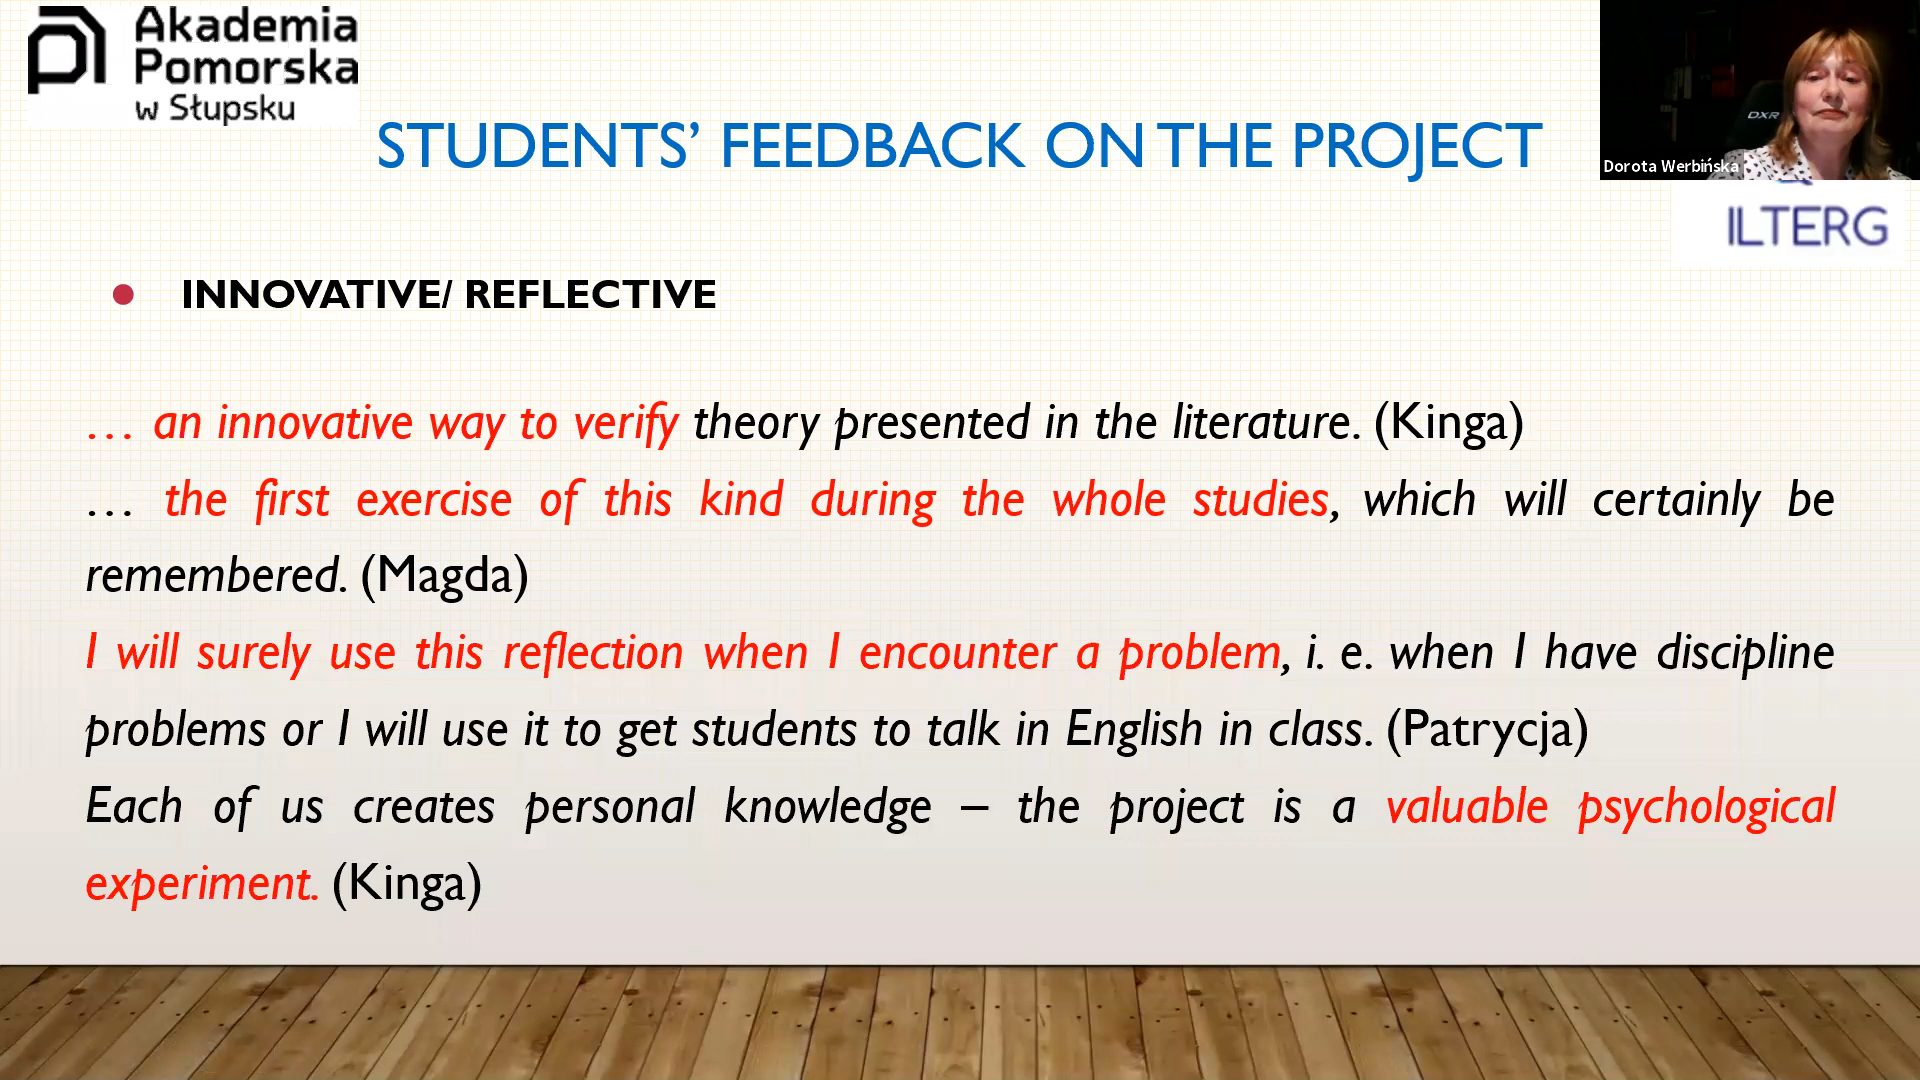 Akademia
Pomorska
w Słupsku
STUDENTS’ FEEDBACK ON THE PROJECT
DXR
Dorota Werbińska
ILTERG
● INNOVATIVE/ REFLECTIVE
… an innovative way to verify theory presented in the literature. (Kinga)
… the first exercise of this kind during the whole studies, which will certainly be
remembered. (Magda)
I will surely use this reflection when I encounter a problem, i. e. when I have discipline
problems or I will use it to get students to talk in English in class. (Patrycja)
Each of us creates personal knowledge – the project is a valuable psychological
experiment. (Kinga)